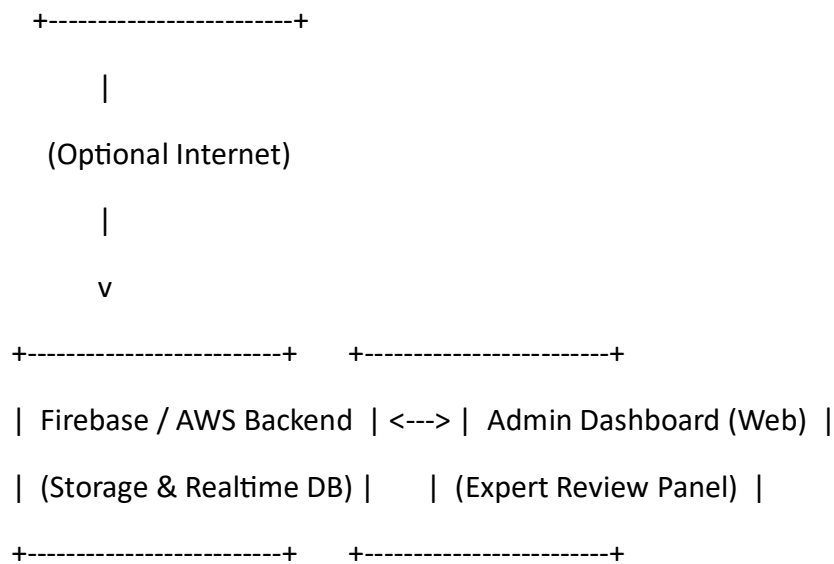 +-------------------------+
|
(Optional Internet)
|
v
+--------------------------+ +-------------------------+
| Firebase / AWS Backend | <---> | Admin Dashboard (Web) |
| (Storage & Realtime DB) | | (Expert Review Panel) |
+--------------------------+ +-------------------------+